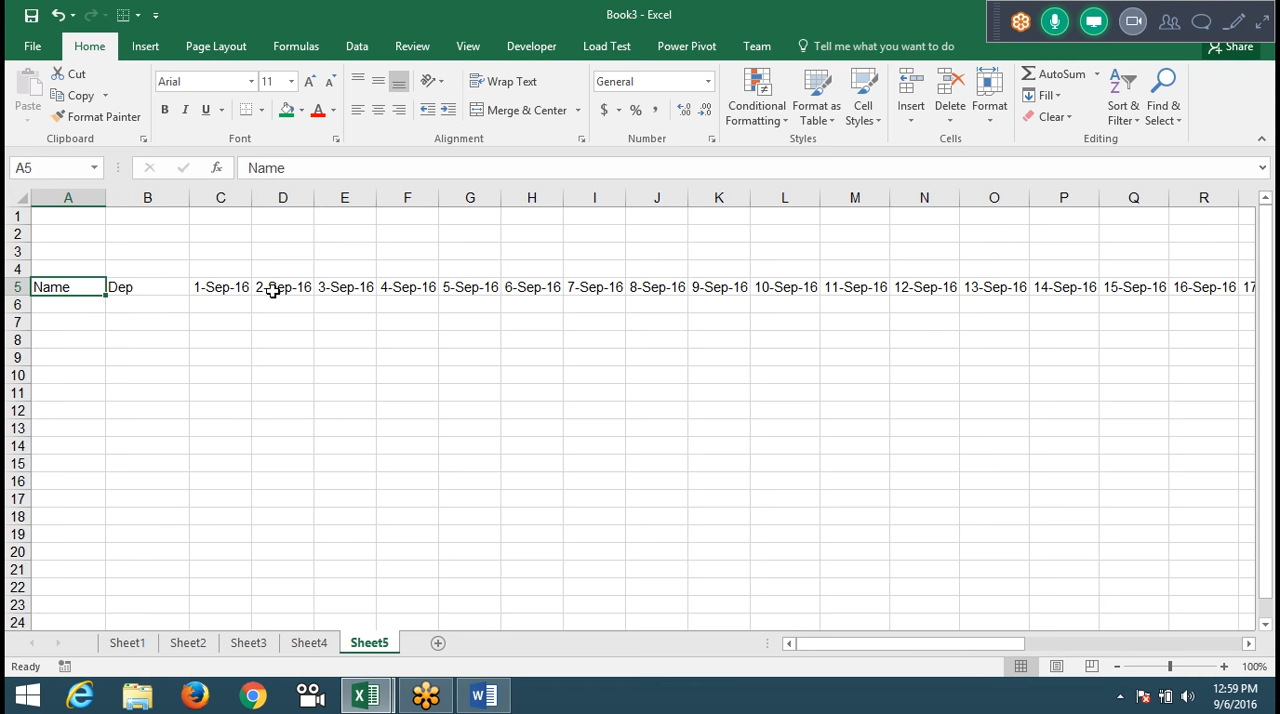 Book3 - Excel
File Home Insert Page Layout Formulas Data Review View Developer Load Test Power Pivot Team Tell me what you want to do Share
Paste Cut Copy Format Painter Clipboard
Arial 11 B I U A Font
Wrap Text Merge & Center Alignment
General $ % , Number
Conditional Formatting Format as Table Cell Styles Styles
Insert Delete Format Cells
AutoSum Fill Clear Sort & Filter Find & Select Editing
A5 fx Name
A B C D E F G H I J K L M N O P Q R
1
2
3
4
5 Name Dep 1-Sep-16 2-Sep-16 3-Sep-16 4-Sep-16 5-Sep-16 6-Sep-16 7-Sep-16 8-Sep-16 9-Sep-16 10-Sep-16 11-Sep-16 12-Sep-16 13-Sep-16 14-Sep-16 15-Sep-16 16-Sep-16 17
6
7
8
9
10
11
12
13
14
15
16
17
18
19
20
21
22
23
24
Sheet1 Sheet2 Sheet3 Sheet4 Sheet5
Ready 100%
12:59 PM
9/6/2016